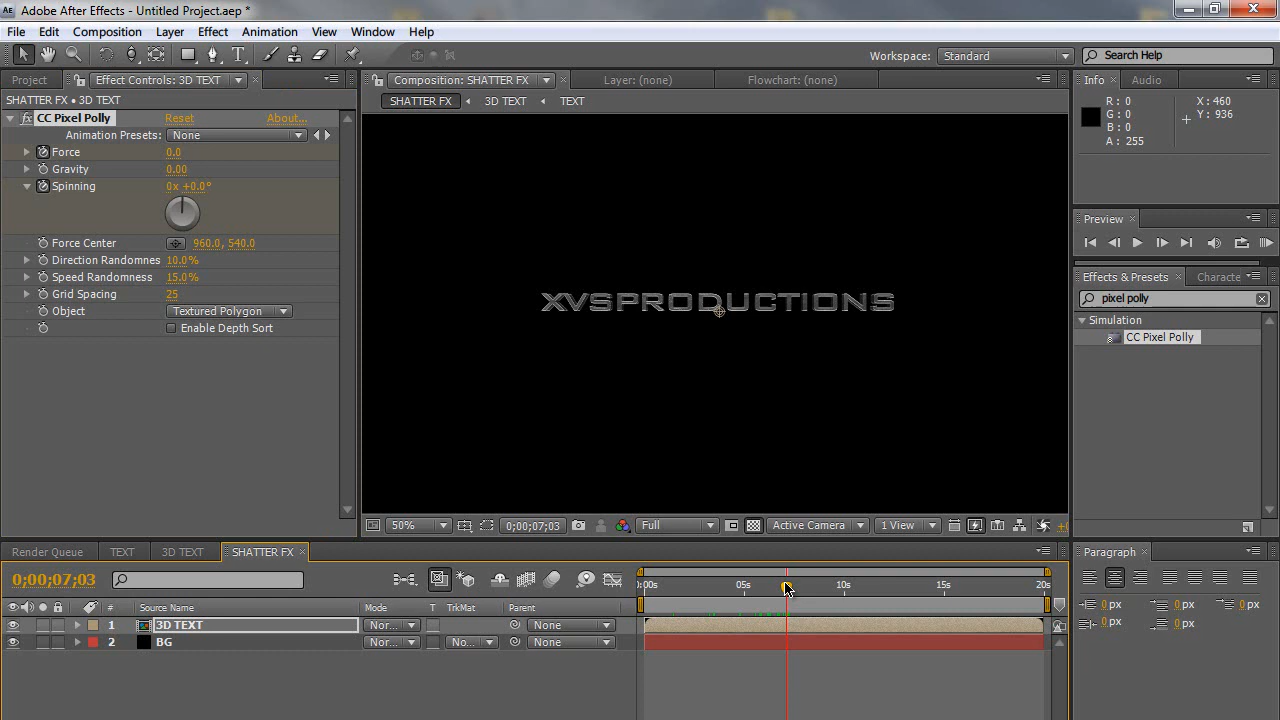 Ae Adobe After Effects - Untitled Project.aep *
File Edit Composition Layer Effect Animation View Window Help
Workspace: Standard Search Help
Project Effect Controls: 3D TEXT Composition: SHATTER FX Layer: (none) Flowchart: (none) Info Audio
SHATTER FX • 3D TEXT
SHATTER FX 3D TEXT TEXT
R: 0 X: 460
G: 0 Y: 936
B: 0
A: 255
fx CC Pixel Polly Reset About...
Animation Presets: None
Force 0.0
Gravity 0.00
Spinning 0x +0.0°
Force Center 960.0, 540.0
Direction Randomnes 10.0%
Speed Randomness 15.0%
Grid Spacing 25
Object Textured Polygon
Enable Depth Sort
XVSPRODUCTIONS
Preview
Effects & Presets Characte
pixel polly
Simulation
CC Pixel Polly
50% 0;00;07;03 Full Active Camera 1 View +0
Render Queue TEXT 3D TEXT SHATTER FX
Paragraph
0;00;07;03
0:00s 05s 10s 15s 20s
# Source Name Mode T TrkMat Parent
1 3D TEXT Nor... None
2 BG Nor... No... None
0 px 0 px 0 px
0 px 0 px